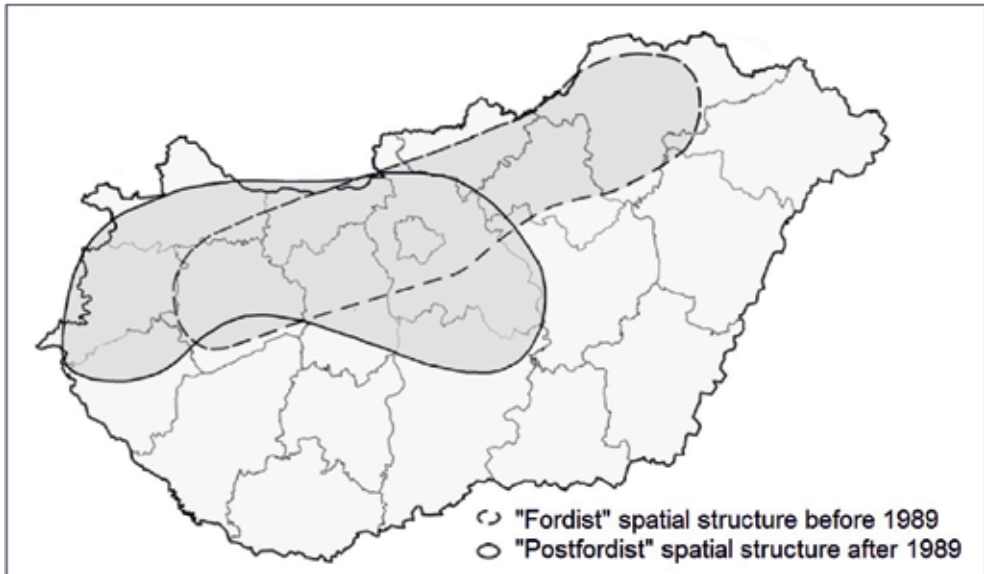 "Fordist" spatial structure before 1989
"Postfordist" spatial structure after 1989